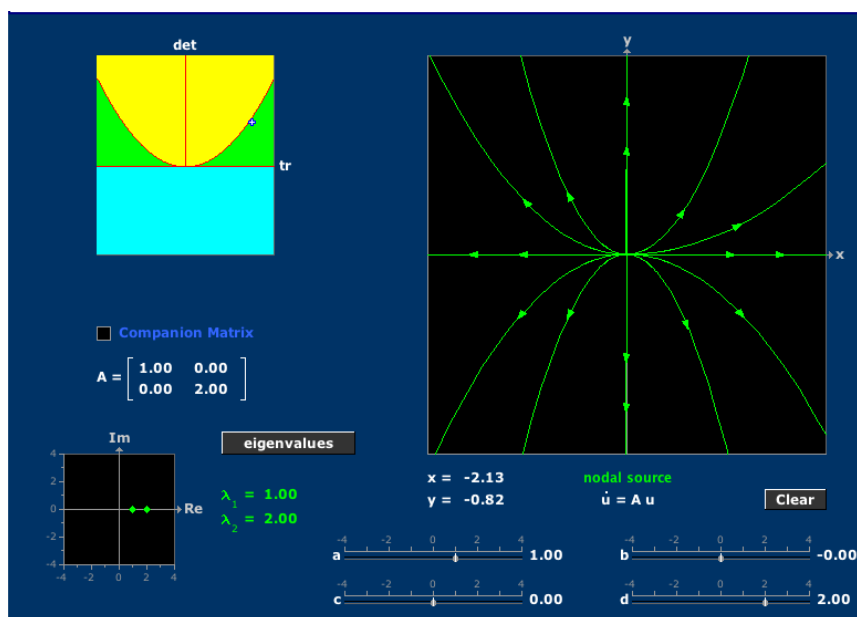 det
tr
y
x
Companion Matrix
A = 1.00 0.00
0.00 2.00
Im
4
2
0
-2
-4
-4 -2 0 2 4
Re
eigenvalues
λ1 = 1.00
λ2 = 2.00
x = -2.13
y = -0.82
nodal source
u̇ = A u
Clear
-4 -2 0 2 4
a 1.00
-4 -2 0 2 4
b -0.00
-4 -2 0 2 4
c 0.00
-4 -2 0 2 4
d 2.00